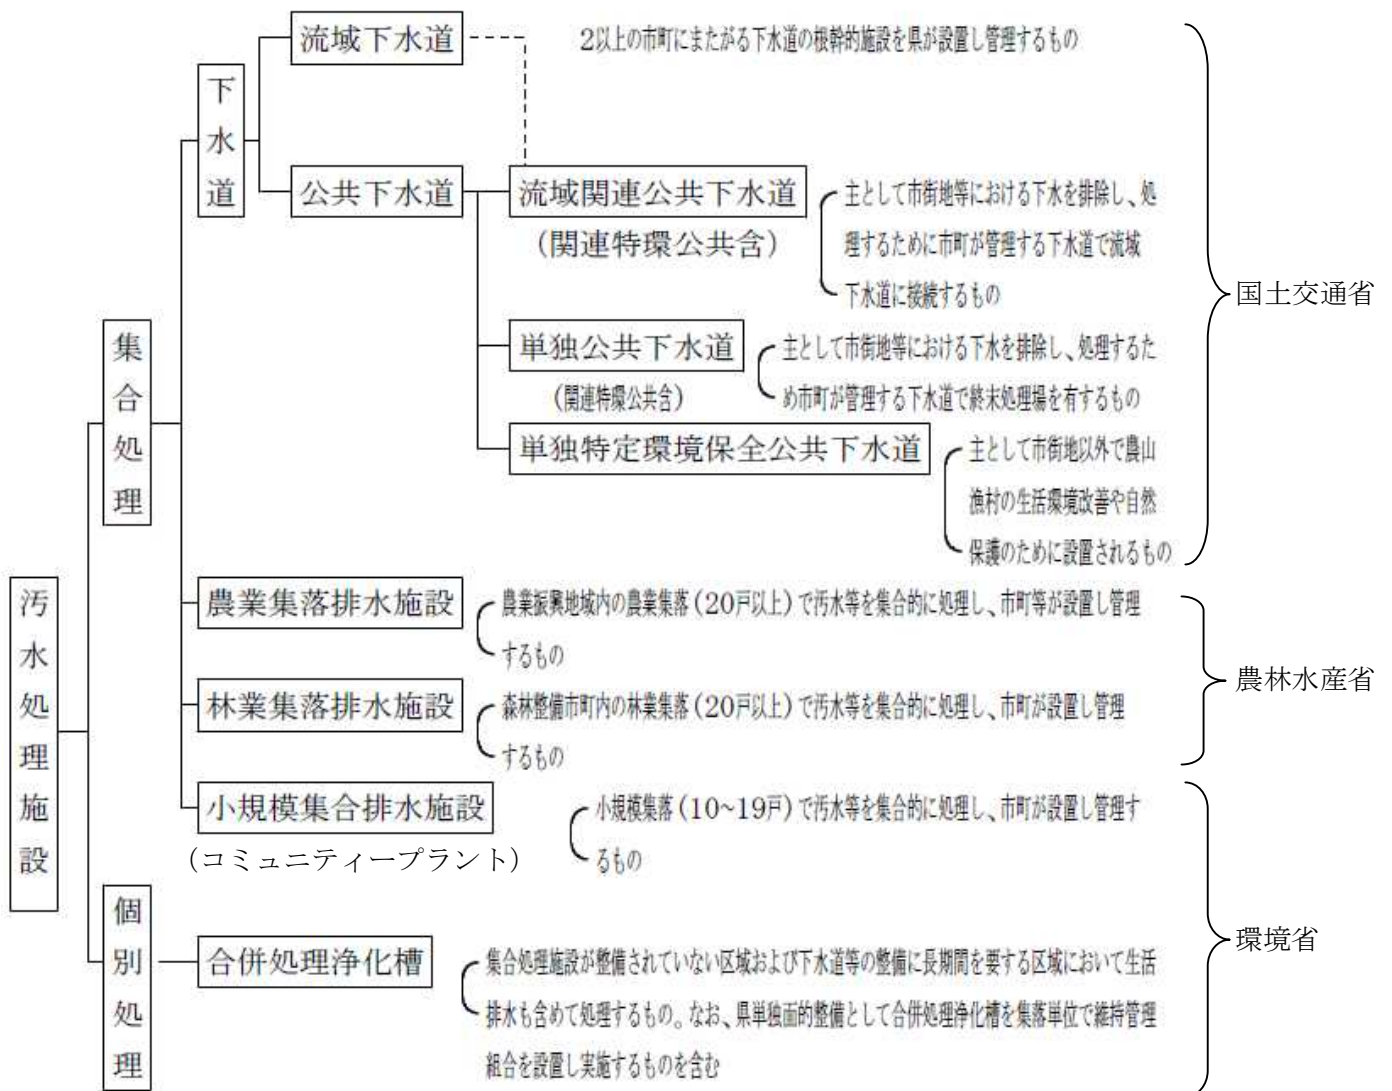 汚水処理施設
集合処理
下水道
流域下水道
2以上の市町にまたがる下水道の根幹的施設を県が設置し管理するもの
公共下水道
流域関連公共下水道
(関連特環公共含)
主として市街地等における下水を排除し、処
理するために市町が管理する下水道で流域
下水道に接続するもの
単独公共下水道
(関連特環公共含)
主として市街地等における下水を排除し、処理するた
め市町が管理する下水道で終末処理場を有するもの
単独特定環境保全公共下水道
主として市街地以外で農山
漁村の生活環境改善や自然
保護のために設置されるもの
国土交通省
農業集落排水施設
農業振興地域内の農業集落(20戸以上)で汚水等を集合的に処理し、市町等が設置し管理
するもの
林業集落排水施設
森林整備市町内の林業集落(20戸以上)で汚水等を集合的に処理し、市町が設置し管理
するもの
農林水産省
小規模集合排水施設
(コミュニティープラント)
小規模集落(10~19戸)で汚水等を集合的に処理し、市町が設置し管理す
るもの
個別処理
合併処理浄化槽
集合処理施設が整備されていない区域および下水道等の整備に長期間を要する区域において生活
排水も含めて処理するもの。なお、県単独面的整備として合併処理浄化槽を集落単位で維持管理
組合を設置し実施するものを含む
環境省